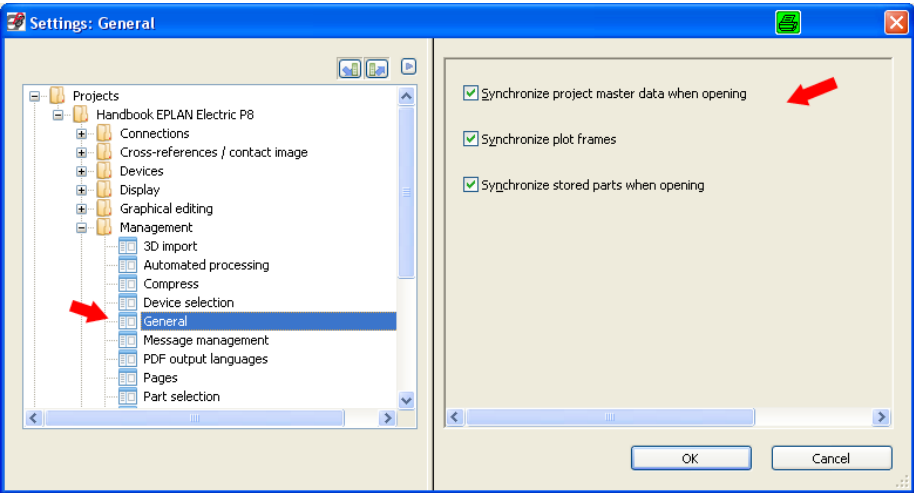 Settings: General
Projects
Handbook EPLAN Electric P8
Connections
Cross-references / contact image
Devices
Display
Graphical editing
Management
3D import
Automated processing
Compress
Device selection
General
Message management
PDF output languages
Pages
Part selection
Synchronize project master data when opening
Synchronize plot frames
Synchronize stored parts when opening
OK
Cancel